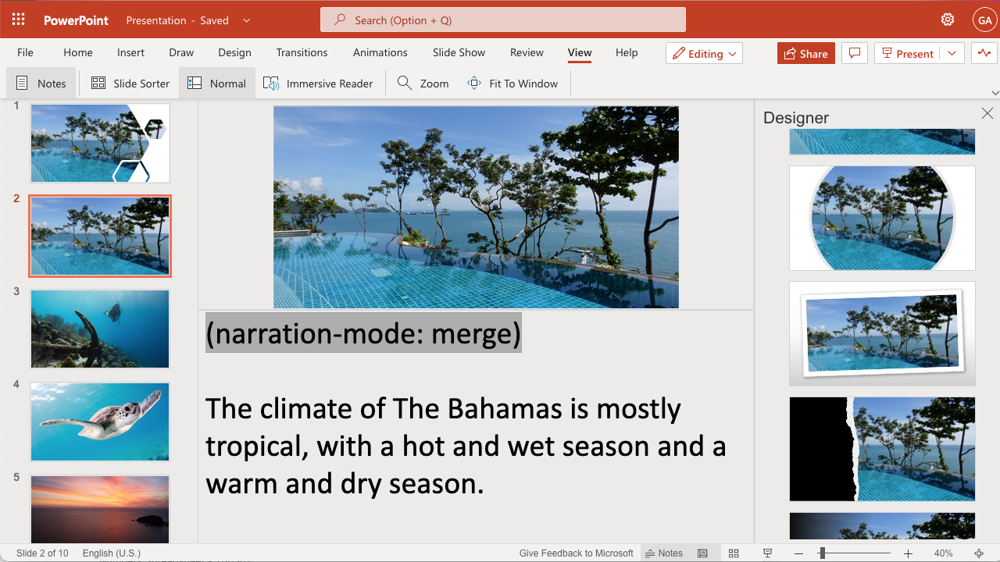 PowerPoint Presentation - Saved Search (Option + Q) GA
File Home Insert Draw Design Transitions Animations Slide Show Review View Help Editing Share Present
Notes Slide Sorter Normal Immersive Reader Zoom Fit To Window
Designer
1
2
3
4
5
(narration-mode: merge)
The climate of The Bahamas is mostly
tropical, with a hot and wet season and a
warm and dry season.
Slide 2 of 10 English (U.S.) Give Feedback to Microsoft Notes 40%